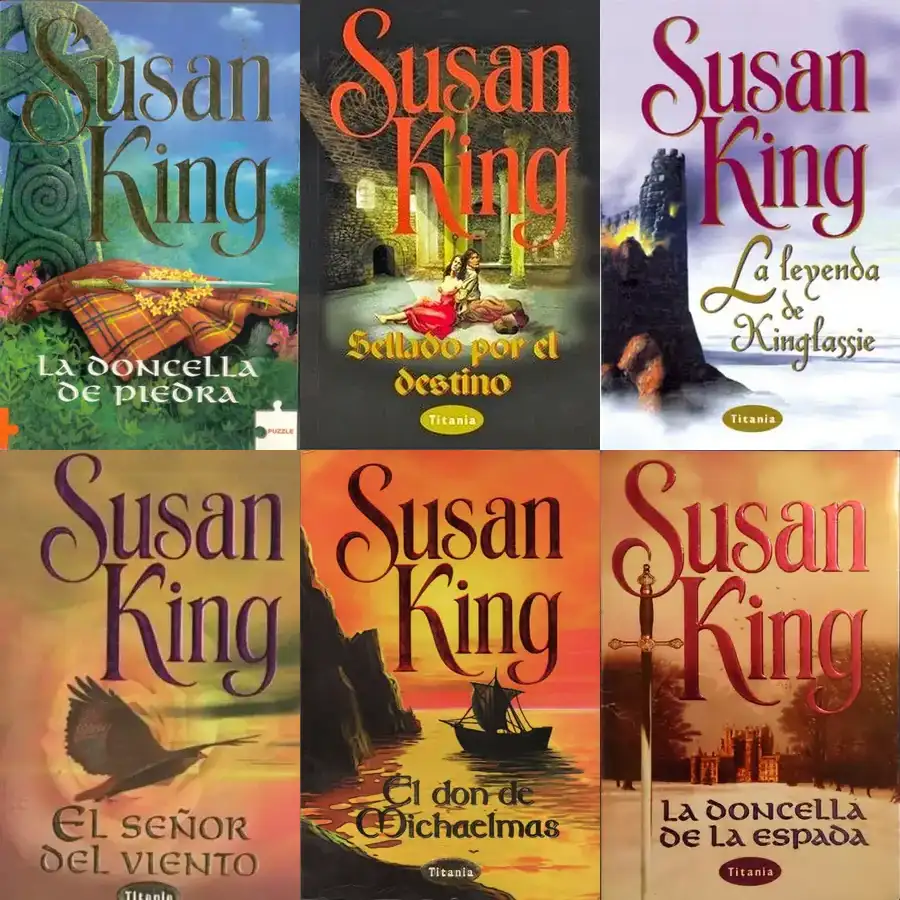 Susan
King
LA DONCELLA
DE PIEDRA
PUZZLE
Susan
King
Sellado por el
destino
Titania
Susan
King
La leyenda
de
Kinglassie
Titania
Susan
King
EL SEÑOR
DEL VIENTO
Titania
Susan
King
El don de
Michaelmas
Titania
Susan
King
LA DONCELLA
DE LA ESPADA
Titania